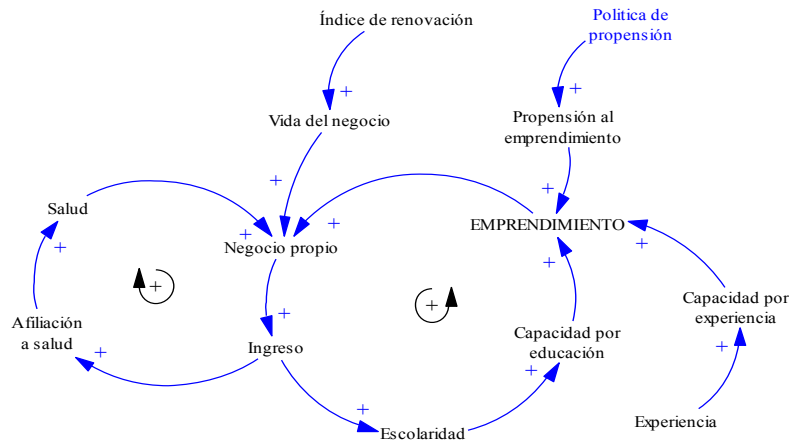 Índice de renovación
Politica de
propensión
+
+
Vida del negocio
Propensión al
emprendimiento
+
+
Salud
+
+
EMPRENDIMIENTO
+
Negocio propio
+
+
+
+
Capacidad por
experiencia
+
Afiliación
a salud
Capacidad por
educación
+
+
Ingreso
+
+
+
Escolaridad
Experiencia